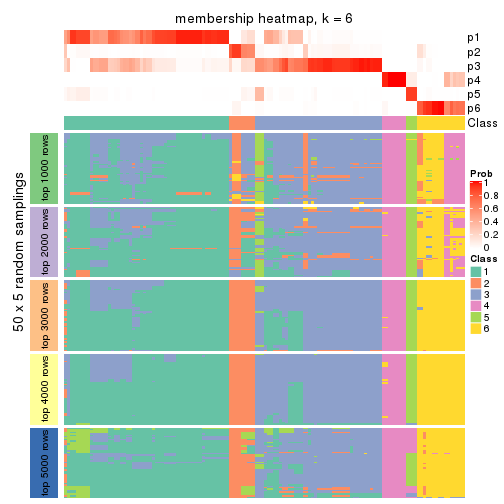 membership heatmap, k = 6
p1
p2
p3
p4
p5
p6
Class
50 x 5 random samplings
top 1000 rows
top 2000 rows
top 3000 rows
top 4000 rows
top 5000 rows
Prob
1
0.8
0.6
0.4
0.2
0
Class
1
2
3
4
5
6